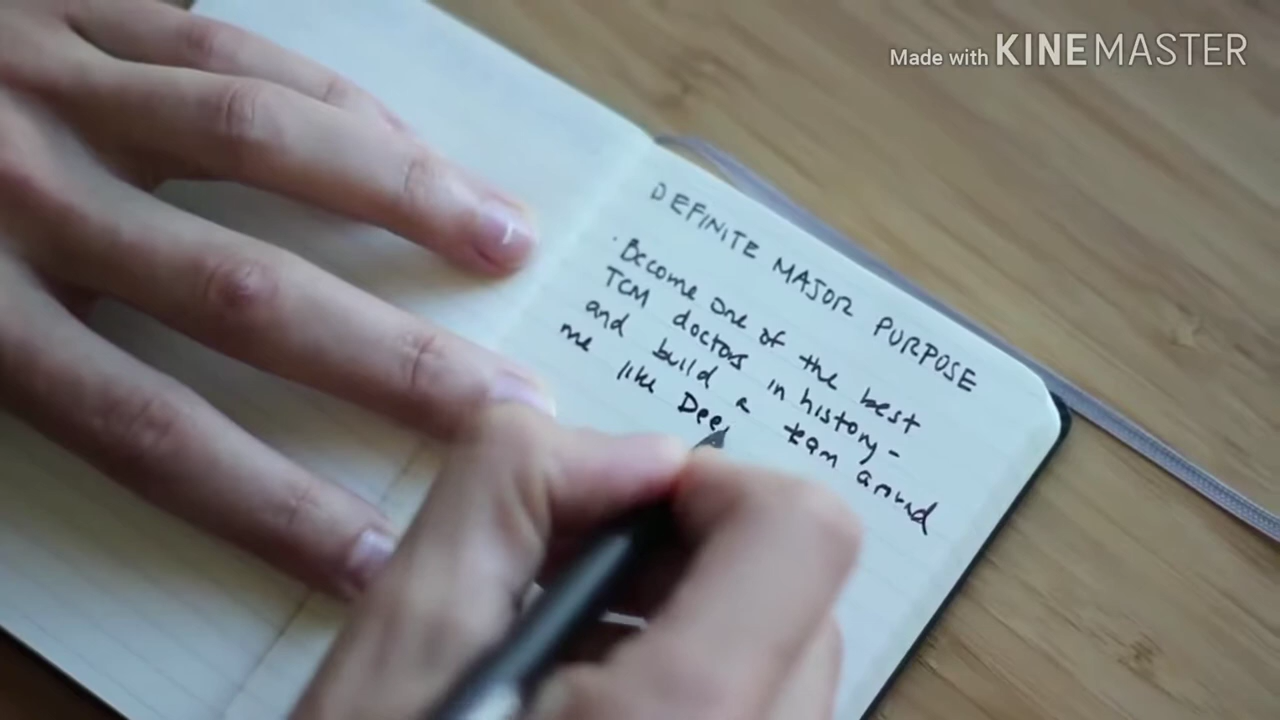 Made with KINEMASTER
DEFINITE MAJOR PURPOSE
· Become one of the best
TCM doctors in history-
and build a team around
me like Dee